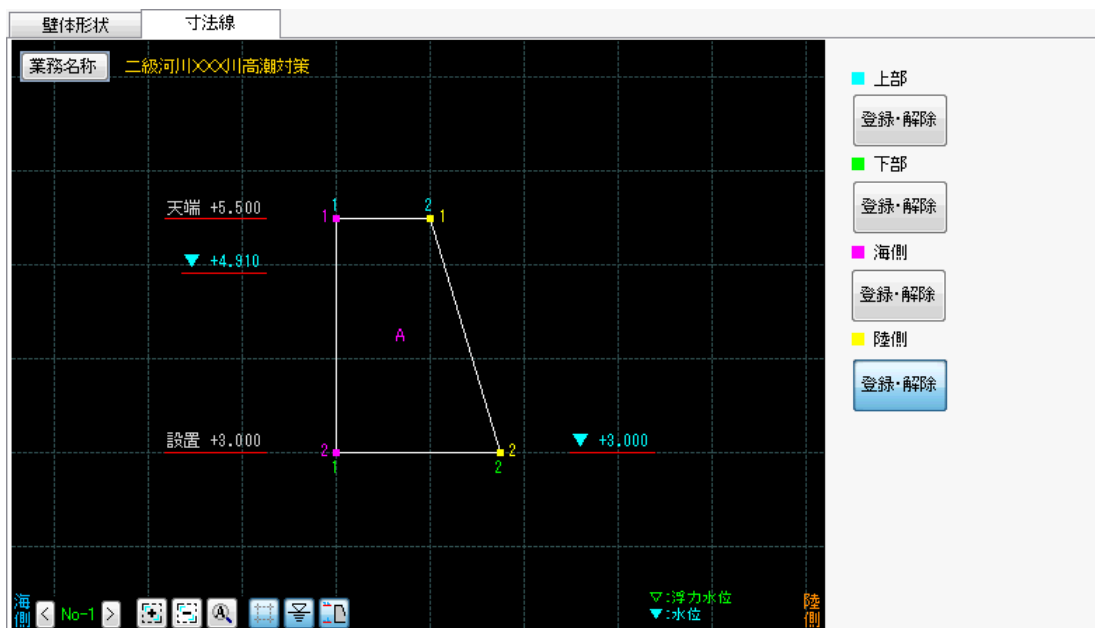 壁体形状 寸法線
業務名称 二級河川XXX川高潮対策
上部
登録・解除
下部
登録・解除
海側
登録・解除
陸側
登録・解除
天端 +5.500
1 1 2 1
▼ +4.910
A
設置 +3.000
2 1 2 2
▼ +3.000
海側
< No-1 >
A
▽:浮力水位
▼:水位
陸側